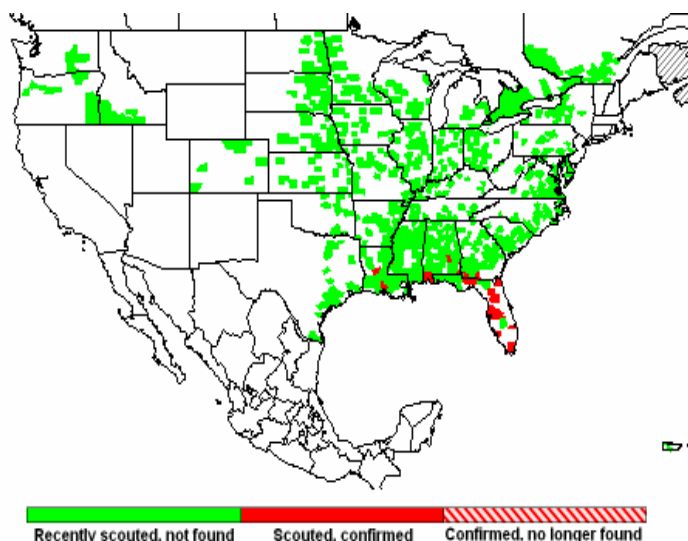 Recently scouted, not found
Scouted, confirmed
Confirmed, no longer found